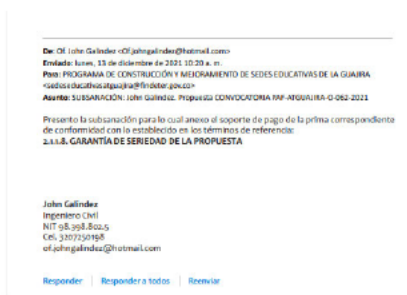 De: Of. John Galindez <Of.johngalindez@hotmail.com>
Enviado: lunes, 13 de diciembre de 2021 10:20 a. m.
Para: PROGRAMA DE CONSTRUCCIÓN Y MEJORAMIENTO DE SEDES EDUCATIVAS DE LA GUAJIRA
<sedeseducativasatguajira@findeter.gov.co>
Asunto: SUBSANACIÓN: John Galindez. Propuesta CONVOCATORIA PAF-ATGUAJIRA-O-062-2021
Presento la subsanación para lo cual anexo el soporte de pago de la prima correspondiente
de conformidad con lo establecido en los términos de referencia:
2.1.1.8. GARANTÍA DE SERIEDAD DE LA PROPUESTA
John Galindez
Ingeniero Civil
NIT 98.398.802.5
Cel. 3207250198
of.johngalindez@hotmail.com
Responder | Responder a todos | Reenviar